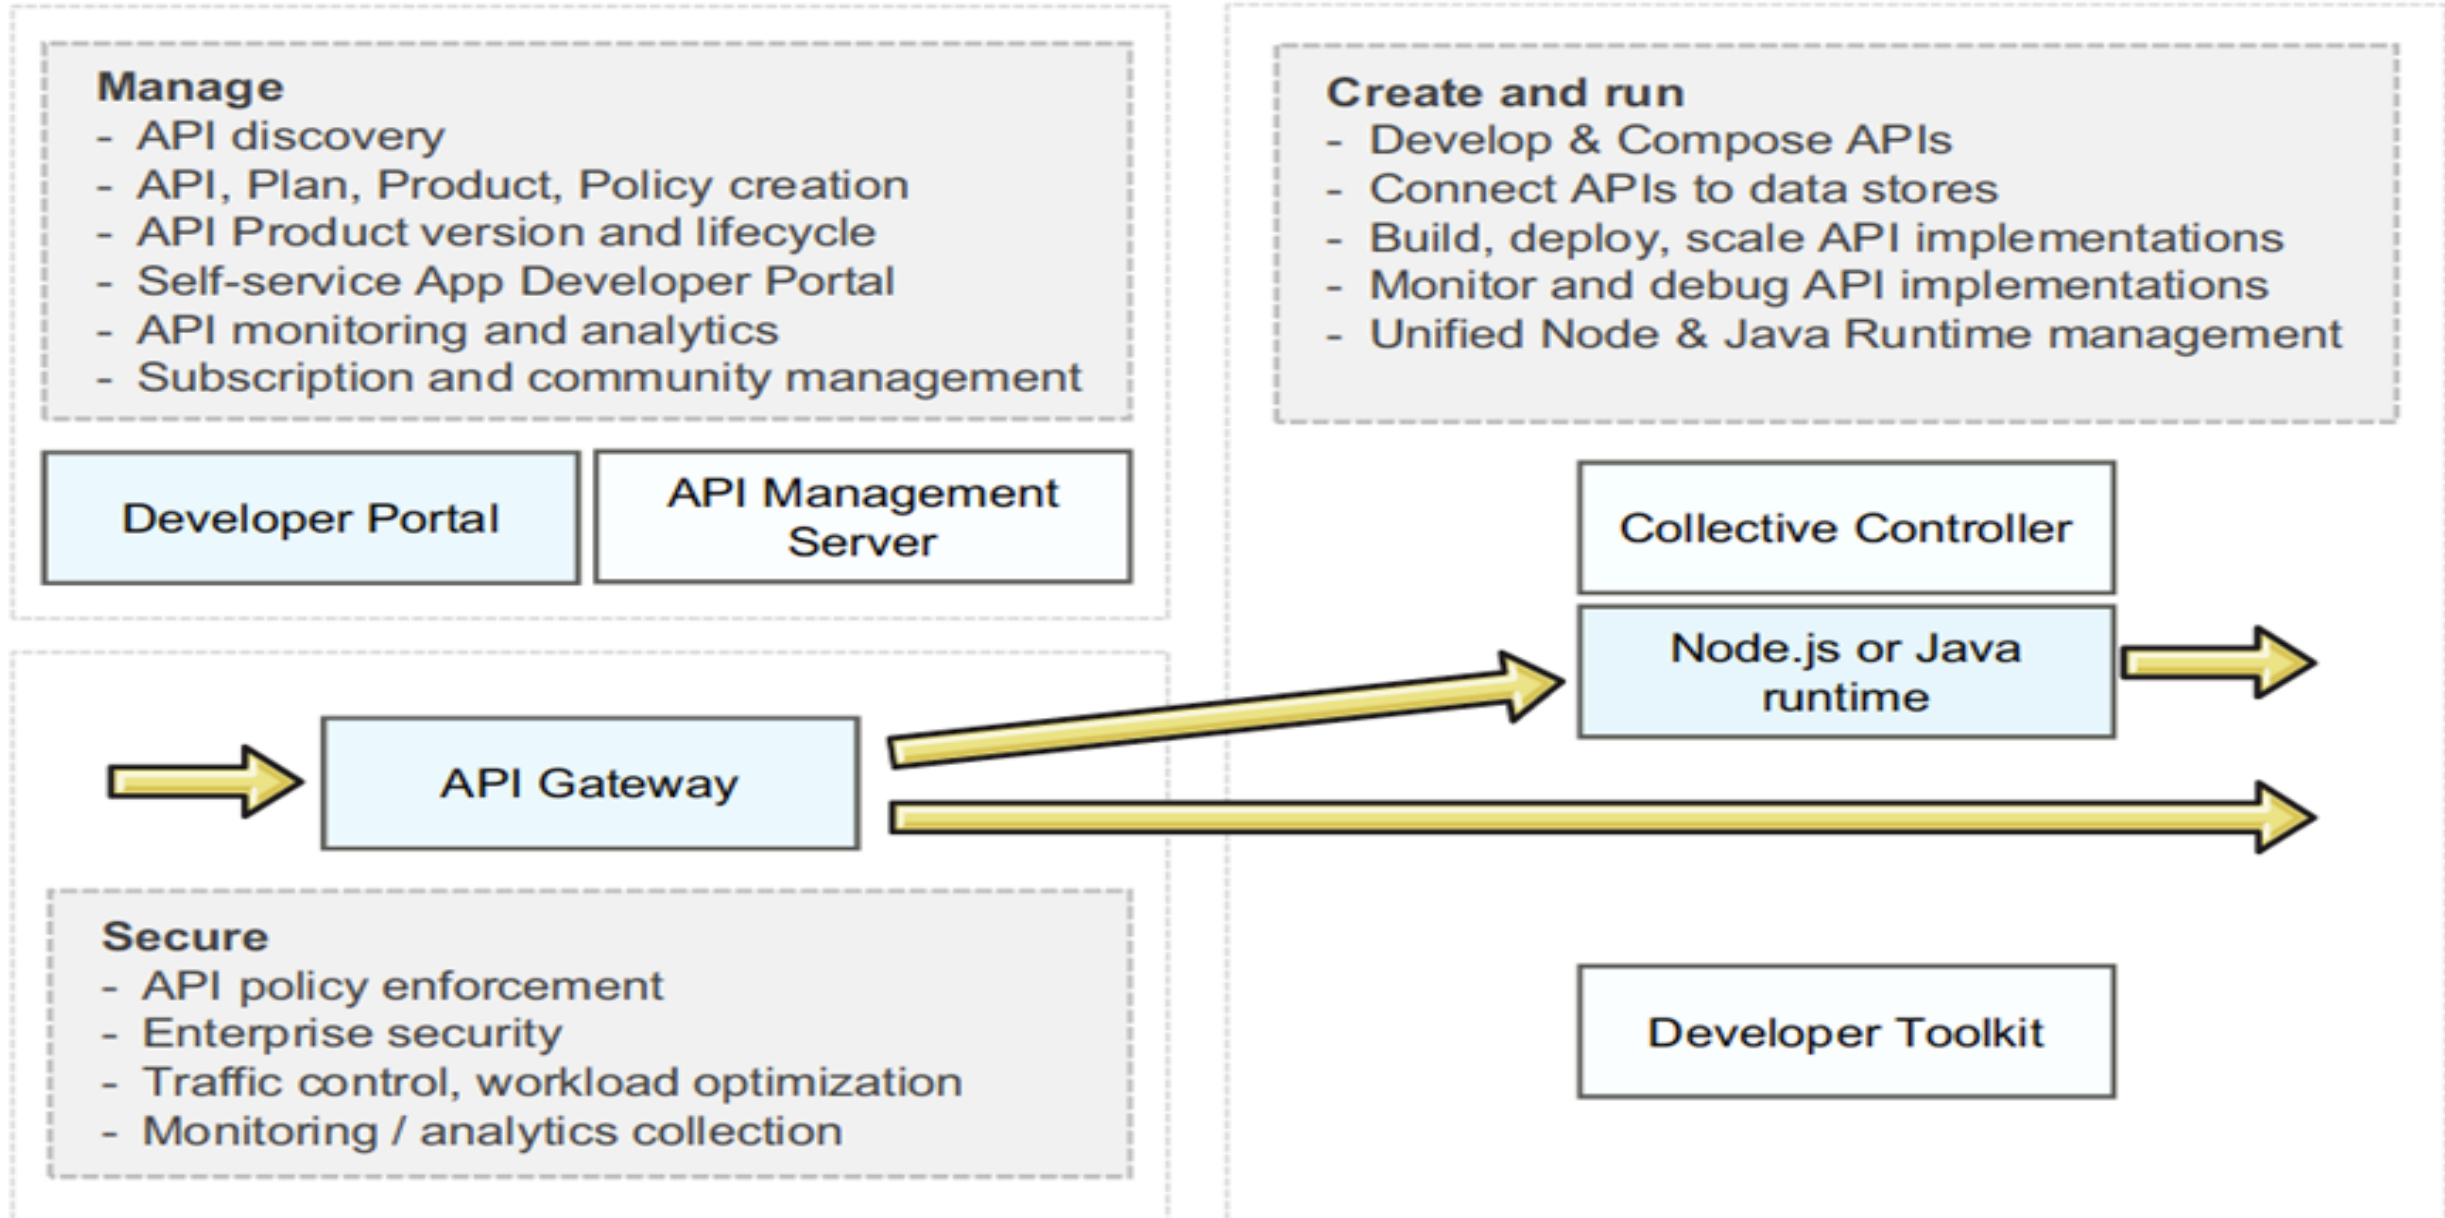 Manage
- API discovery
- API, Plan, Product, Policy creation
- API Product version and lifecycle
- Self-service App Developer Portal
- API monitoring and analytics
- Subscription and community management
Developer Portal
API Management
Server
Create and run
- Develop & Compose APIs
- Connect APIs to data stores
- Build, deploy, scale API implementations
- Monitor and debug API implementations
- Unified Node & Java Runtime management
Collective Controller
Node.js or Java
runtime
API Gateway
Secure
- API policy enforcement
- Enterprise security
- Traffic control, workload optimization
- Monitoring / analytics collection
Developer Toolkit